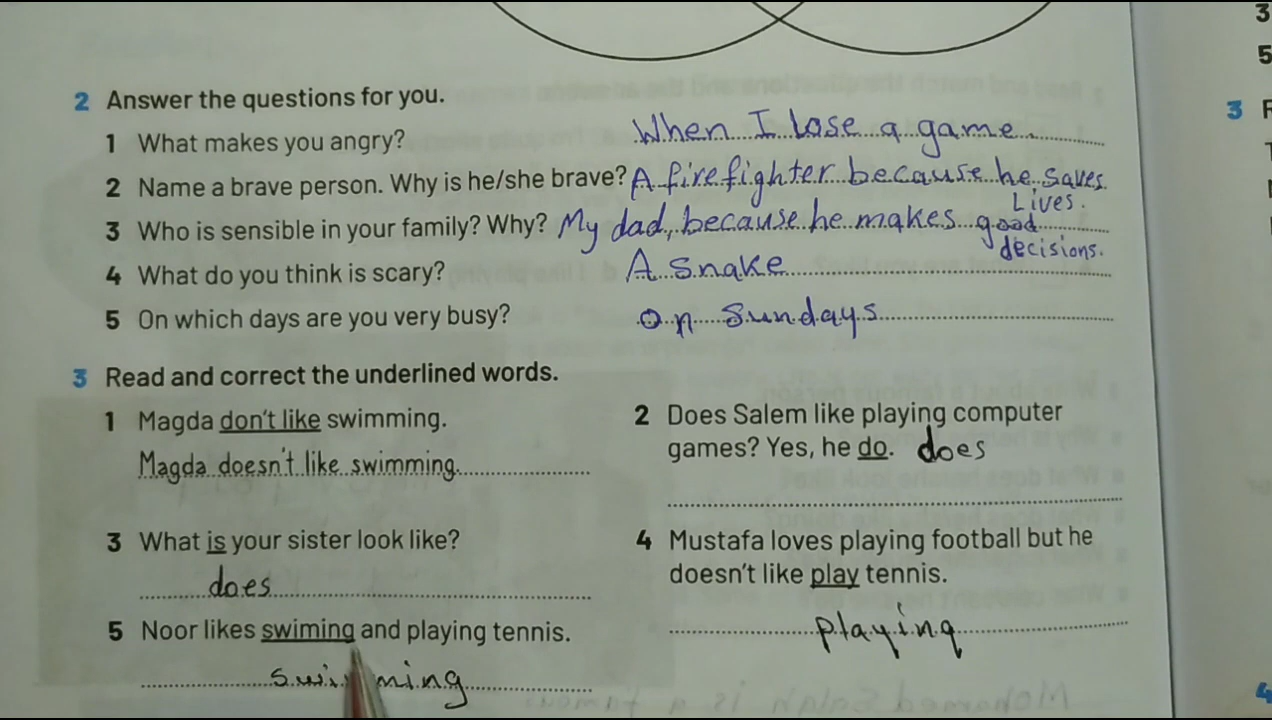 2 Answer the questions for you.
1 What makes you angry? When I lose a game.
2 Name a brave person. Why is he/she brave? A firefighter because he saves
Lives.
3 Who is sensible in your family? Why? My dad, because he makes good
decisions.
4 What do you think is scary? A snake
5 On which days are you very busy? On Sundays
3 Read and correct the underlined words.
1 Magda don't like swimming.
Magda doesn't like swimming.
2 Does Salem like playing computer
games? Yes, he do. does
3 What is your sister look like?
does
4 Mustafa loves playing football but he
doesn't like play tennis.
playing
5 Noor likes swiming and playing tennis.
3
5
3
4